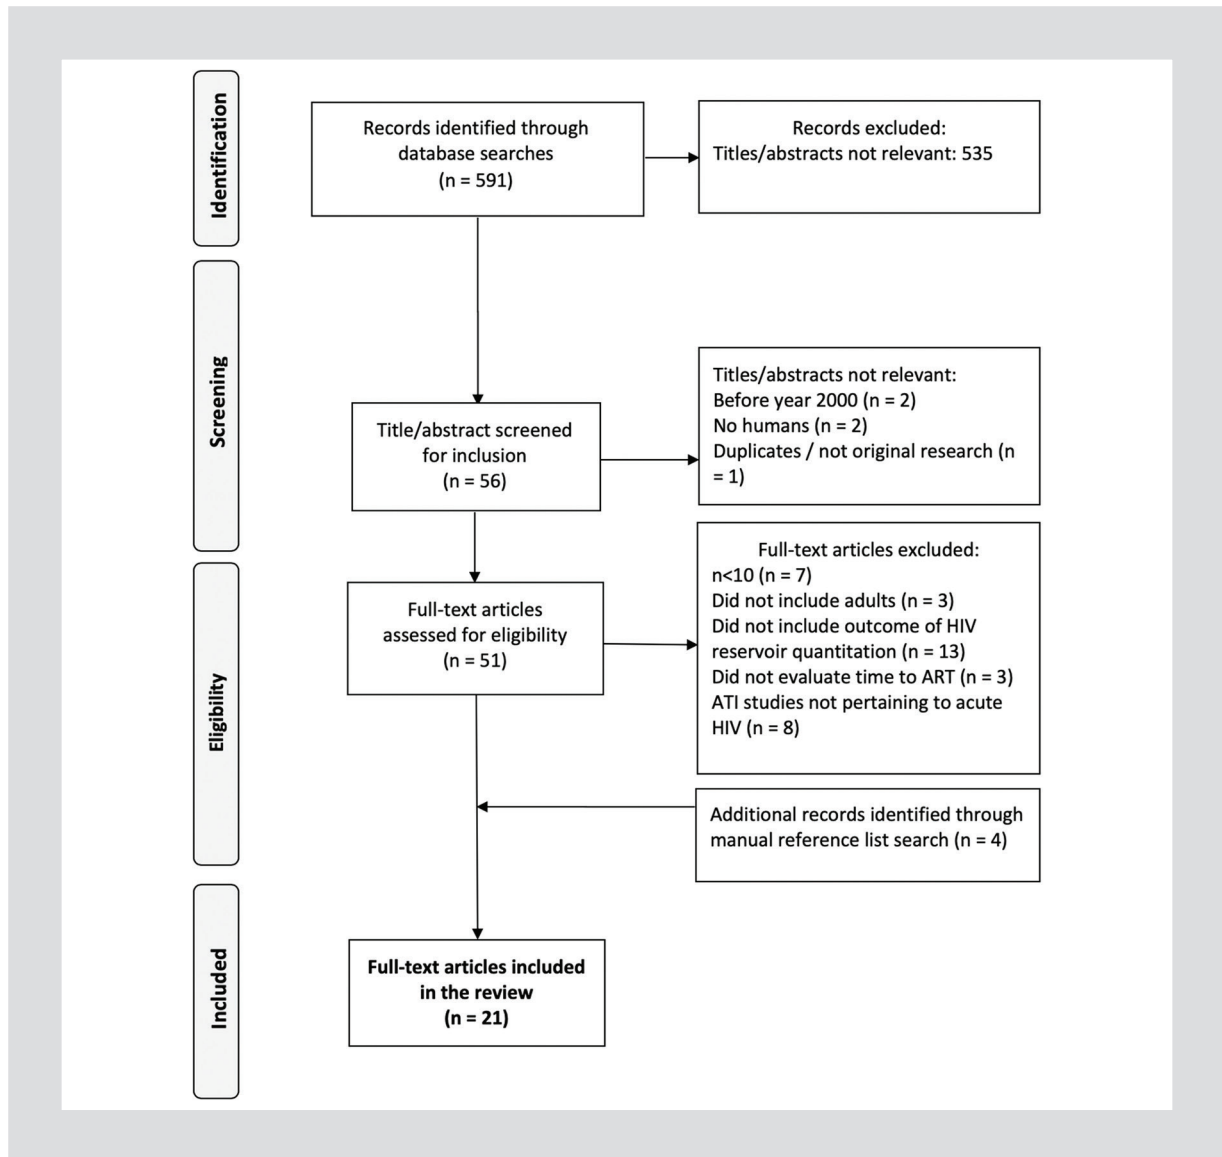 Identification
Records identified through
database searches
(n = 591)
Records excluded:
Titles/abstracts not relevant: 535
Screening
Title/abstract screened
for inclusion
(n = 56)
Titles/abstracts not relevant:
Before year 2000 (n = 2)
No humans (n = 2)
Duplicates / not original research (n
= 1)
Eligibility
Full-text articles
assessed for eligibility
(n = 51)
Full-text articles excluded:
n<10 (n = 7)
Did not include adults (n = 3)
Did not include outcome of HIV
reservoir quantitation (n = 13)
Did not evaluate time to ART (n = 3)
ATI studies not pertaining to acute
HIV (n = 8)
Additional records identified through
manual reference list search (n = 4)
Included
Full-text articles included
in the review
(n = 21)